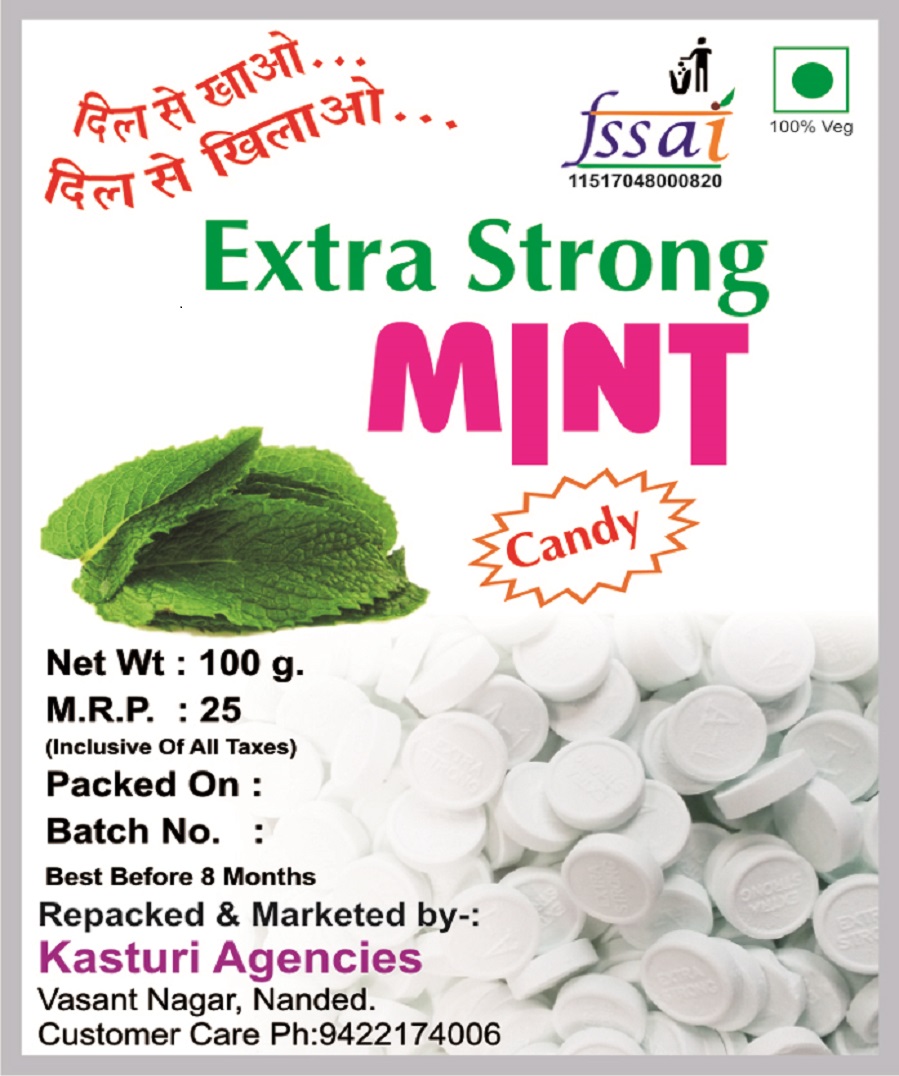 दिल से खाओ...
दिल से खिलाओ...
fssai
11517048000820
100% Veg
Extra Strong
MINT
Candy
Net Wt : 100 g.
M.R.P. : 25
(Inclusive Of All Taxes)
Packed On :
Batch No. :
Best Before 8 Months
Repacked & Marketed by-:
Kasturi Agencies
Vasant Nagar, Nanded.
Customer Care Ph:9422174006